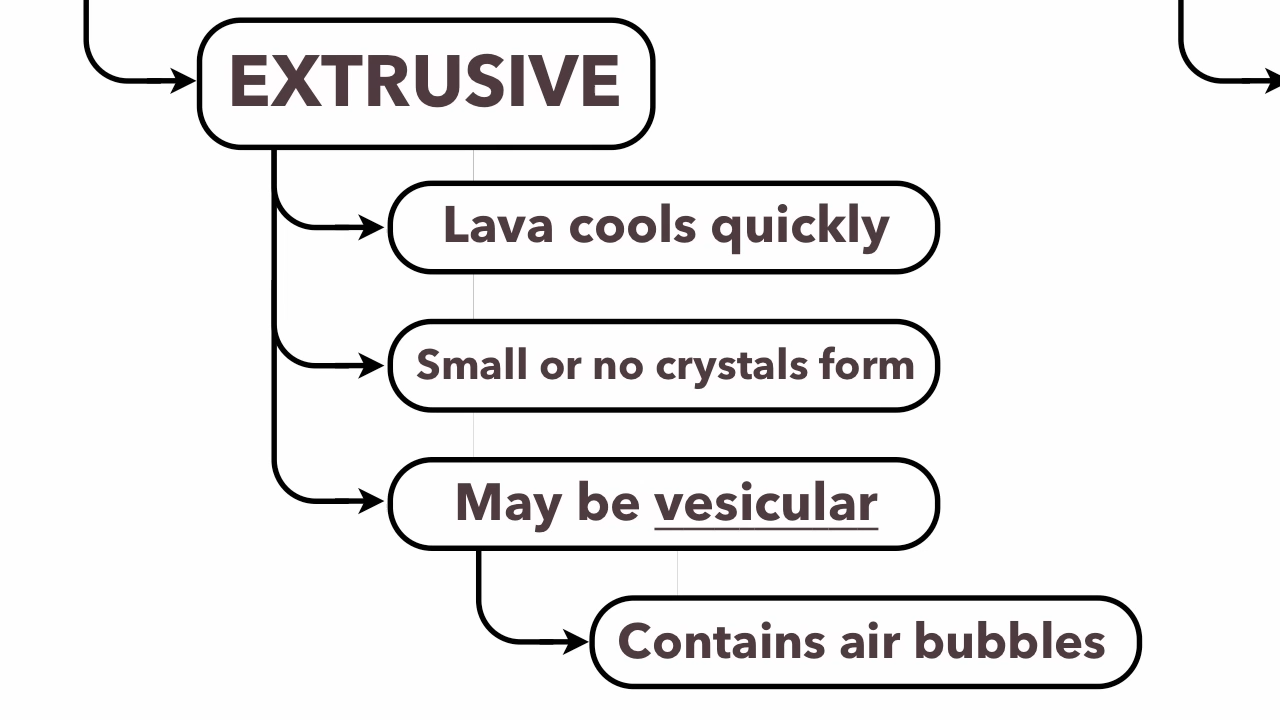 EXTRUSIVE
Lava cools quickly
Small or no crystals form
May be vesicular
Contains air bubbles